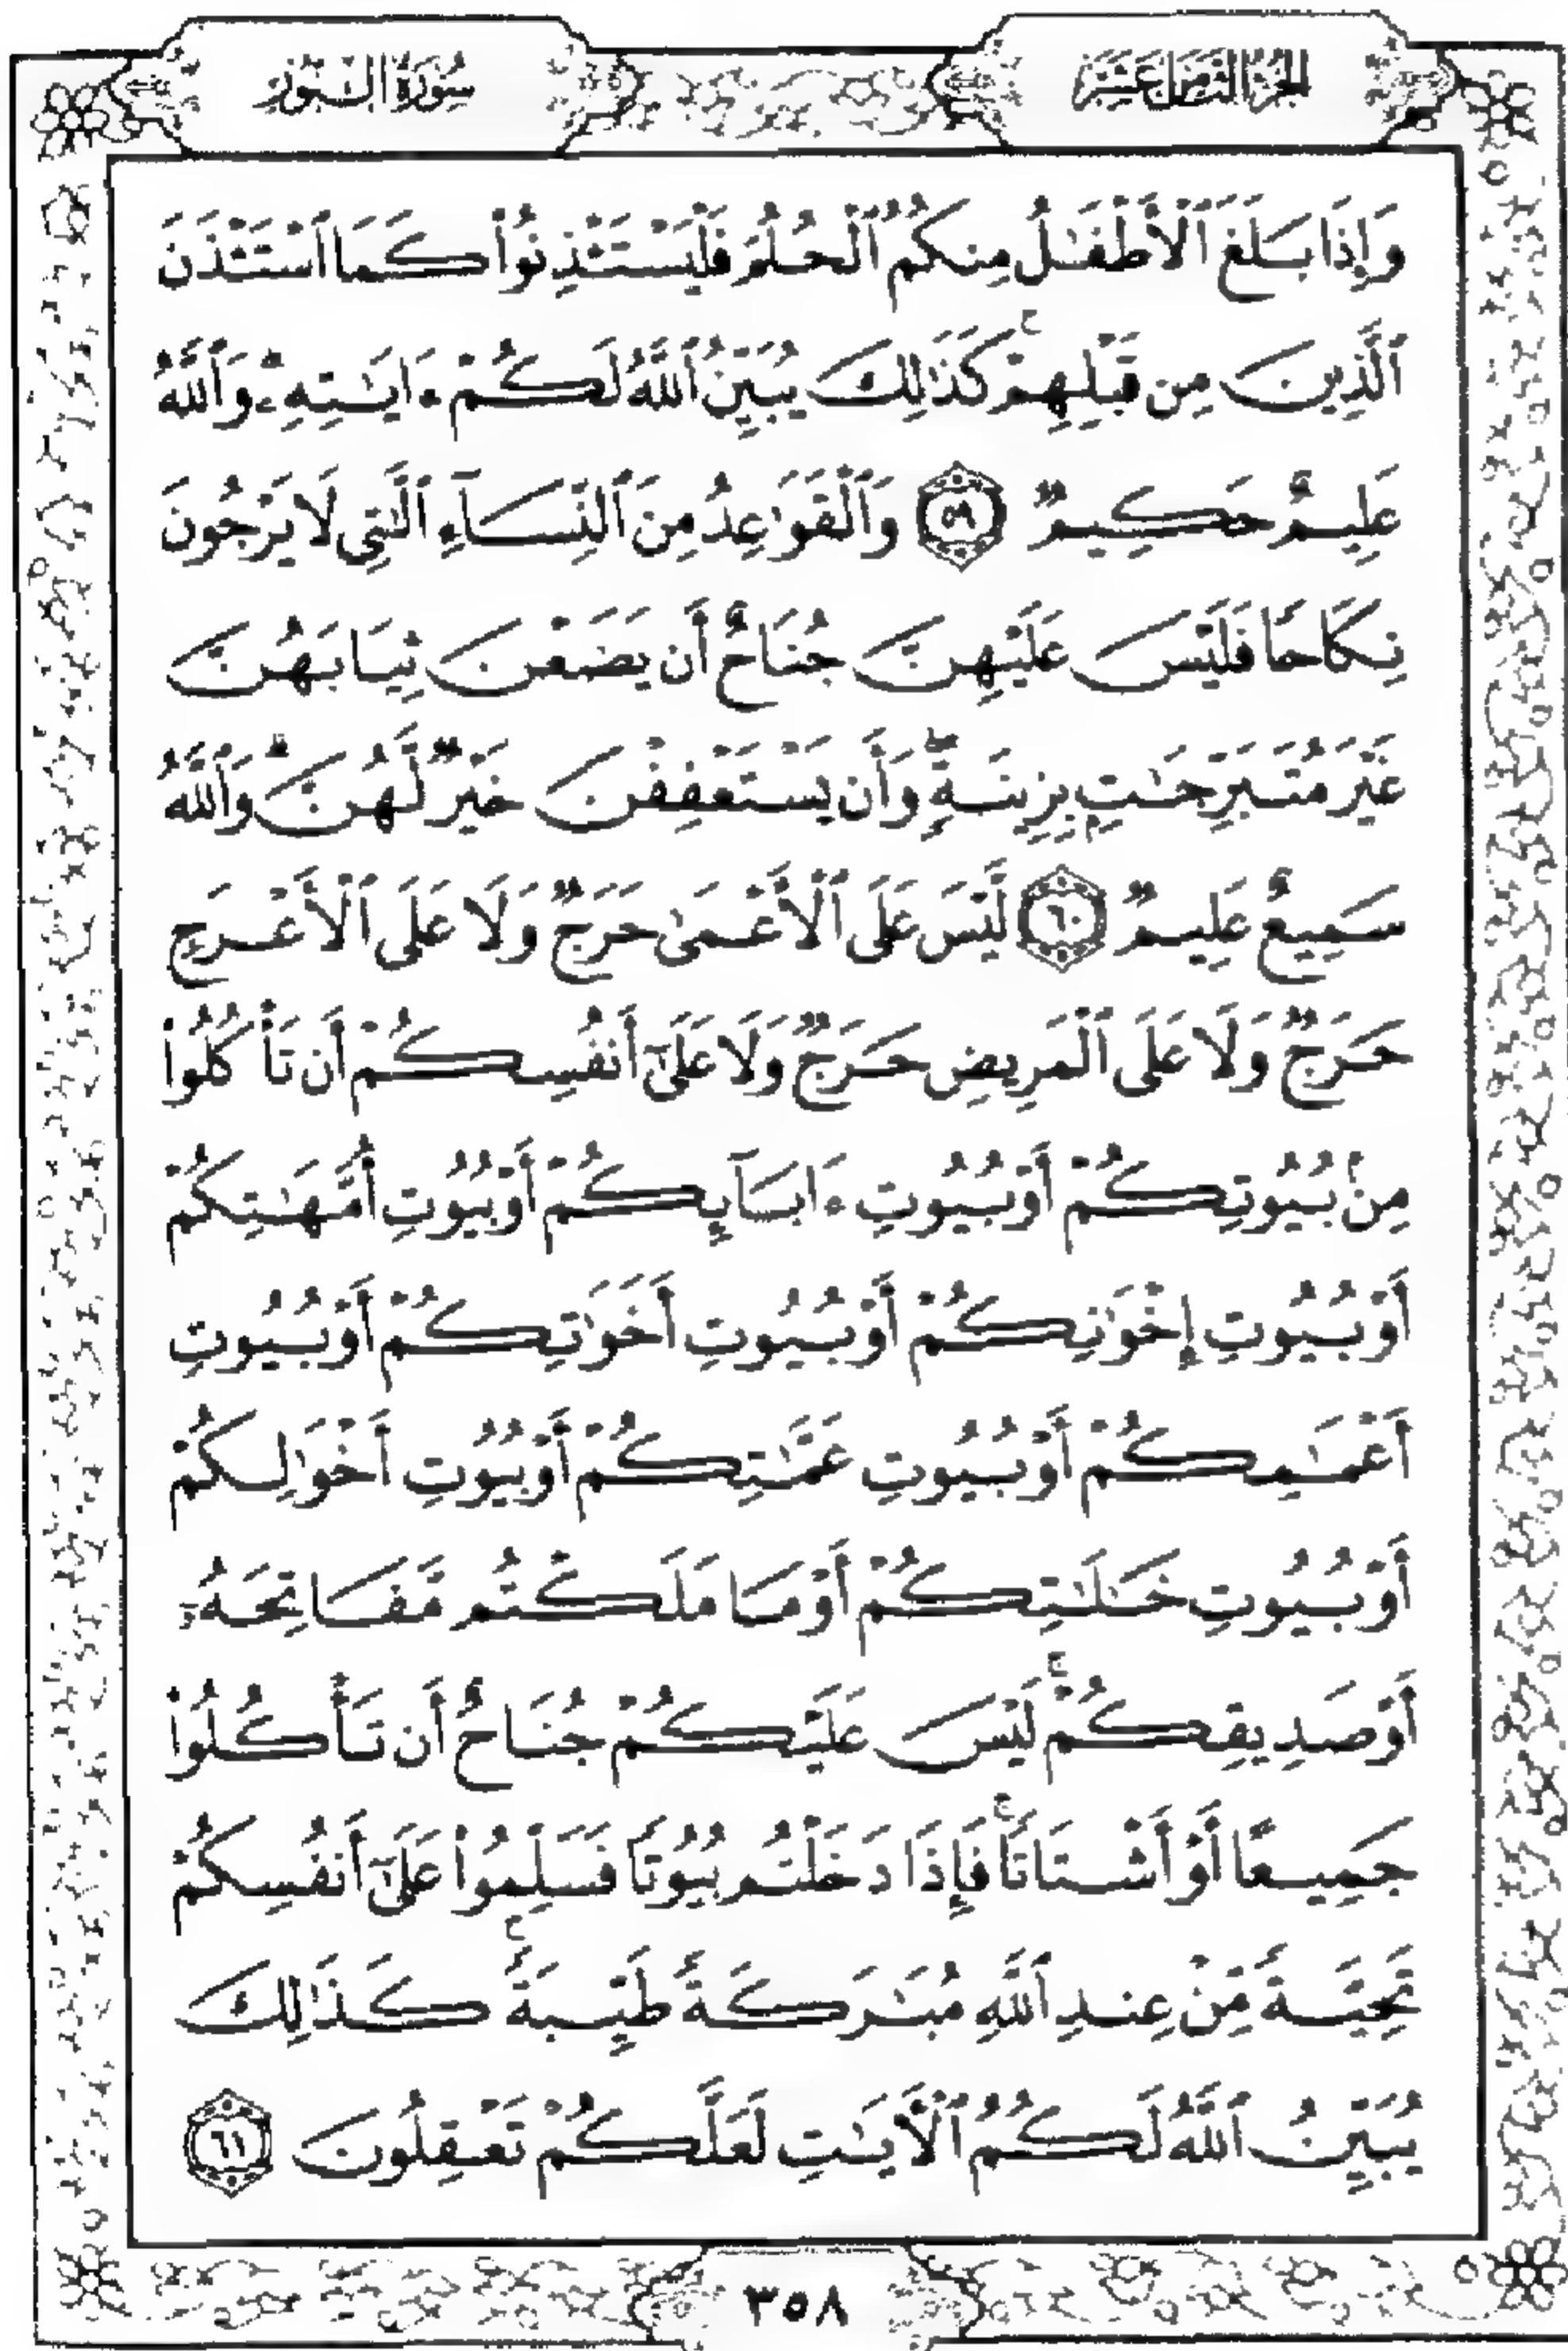 الجزء الثامن عشر
سورة النور
وَإِذَا بَلَغَ ٱلْأَطْفَـٰلُ مِنكُمُ ٱلْحُلُمَ فَلْيَسْتَـْٔذِنُوا۟ كَمَا ٱسْتَـْٔذَنَ
ٱلَّذِينَ مِن قَبْلِهِمْ ۚ كَذَٰلِكَ يُبَيِّنُ ٱللَّهُ لَكُمْ ءَايَـٰتِهِۦ ۗ وَٱللَّهُ
عَلِيمٌ حَكِيمٌ ٥٩ وَٱلْقَوَٰعِدُ مِنَ ٱلنِّسَآءِ ٱلَّـٰتِى لَا يَرْجُونَ
نِكَاحًا فَلَيْسَ عَلَيْهِنَّ جُنَاحٌ أَن يَضَعْنَ ثِيَابَهُنَّ
غَيْرَ مُتَبَرِّجَـٰتٍۭ بِزِينَةٍ ۖ وَأَن يَسْتَعْفِفْنَ خَيْرٌ لَّهُنَّ ۗ وَٱللَّهُ
سَمِيعٌ عَلِيمٌ ٦٠ لَّيْسَ عَلَى ٱلْأَعْمَىٰ حَرَجٌ وَلَا عَلَى ٱلْأَعْرَجِ
حَرَجٌ وَلَا عَلَى ٱلْمَرِيضِ حَرَجٌ وَلَا عَلَىٰٓ أَنفُسِكُمْ أَن تَأْكُلُوا۟
مِنۢ بُيُوتِكُمْ أَوْ بُيُوتِ ءَابَآئِكُمْ أَوْ بُيُوتِ أُمَّهَـٰتِكُمْ
أَوْ بُيُوتِ إِخْوَٰنِكُمْ أَوْ بُيُوتِ أَخَوَٰتِكُمْ أَوْ بُيُوتِ
أَعْمَـٰمِكُمْ أَوْ بُيُوتِ عَمَّـٰتِكُمْ أَوْ بُيُوتِ أَخْوَٰلِكُمْ
أَوْ بُيُوتِ خَـٰلَـٰتِكُمْ أَوْ مَا مَلَكْتُم مَّفَاتِحَهُۥٓ
أَوْ صَدِيقِكُمْ ۚ لَيْسَ عَلَيْكُمْ جُنَاحٌ أَن تَأْكُلُوا۟
جَمِيعًا أَوْ أَشْتَاتًا ۚ فَإِذَا دَخَلْتُم بُيُوتًا فَسَلِّمُوا۟ عَلَىٰٓ أَنفُسِكُمْ
تَحِيَّةً مِّنْ عِندِ ٱللَّهِ مُبَـٰرَكَةً طَيِّبَةً ۚ كَذَٰلِكَ
يُبَيِّنُ ٱللَّهُ لَكُمُ ٱلْـَٔايَـٰتِ لَعَلَّكُمْ تَعْقِلُونَ ٦١
٣٥٨